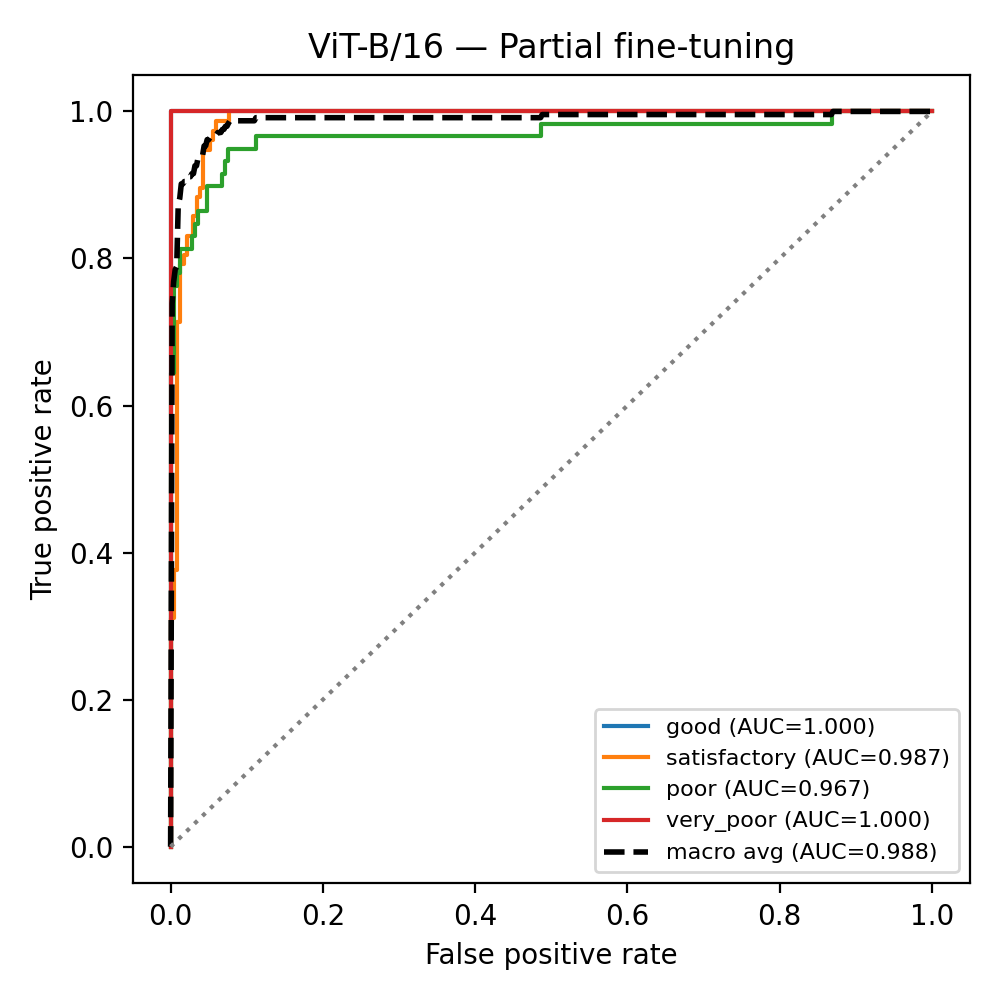 ViT-B/16 — Partial fine-tuning
1.0
0.8
0.6
0.4
0.2
0.0
True positive rate
0.0 0.2 0.4 0.6 0.8 1.0
False positive rate
good (AUC=1.000)
satisfactory (AUC=0.987)
poor (AUC=0.967)
very_poor (AUC=1.000)
macro avg (AUC=0.988)